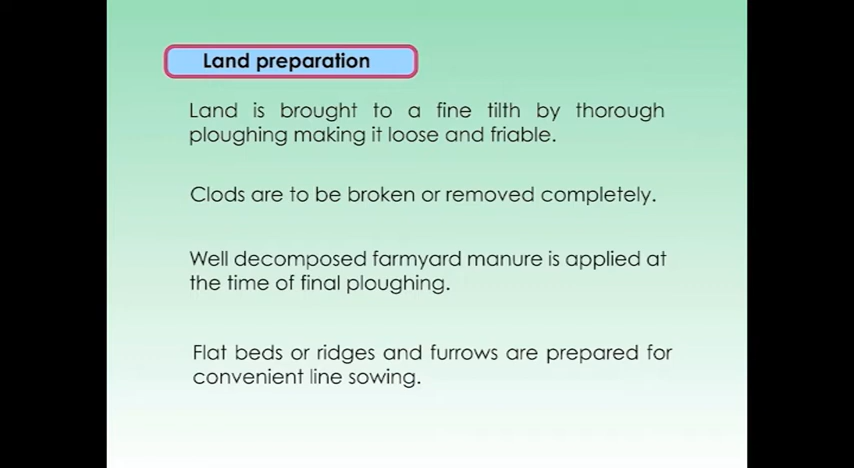 Land preparation
Land is brought to a fine tilth by thorough
ploughing making it loose and friable.
Clods are to be broken or removed completely.
Well decomposed farmyard manure is applied at
the time of final ploughing.
Flat beds or ridges and furrows are prepared for
convenient line sowing.